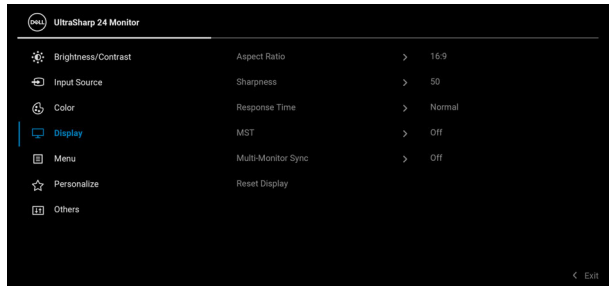 DELL UltraSharp 24 Monitor
Brightness/Contrast Aspect Ratio > 16:9
Input Source Sharpness > 50
Color Response Time > Normal
Display MST > Off
Menu Multi-Monitor Sync > Off
Personalize Reset Display
Others
< Exit